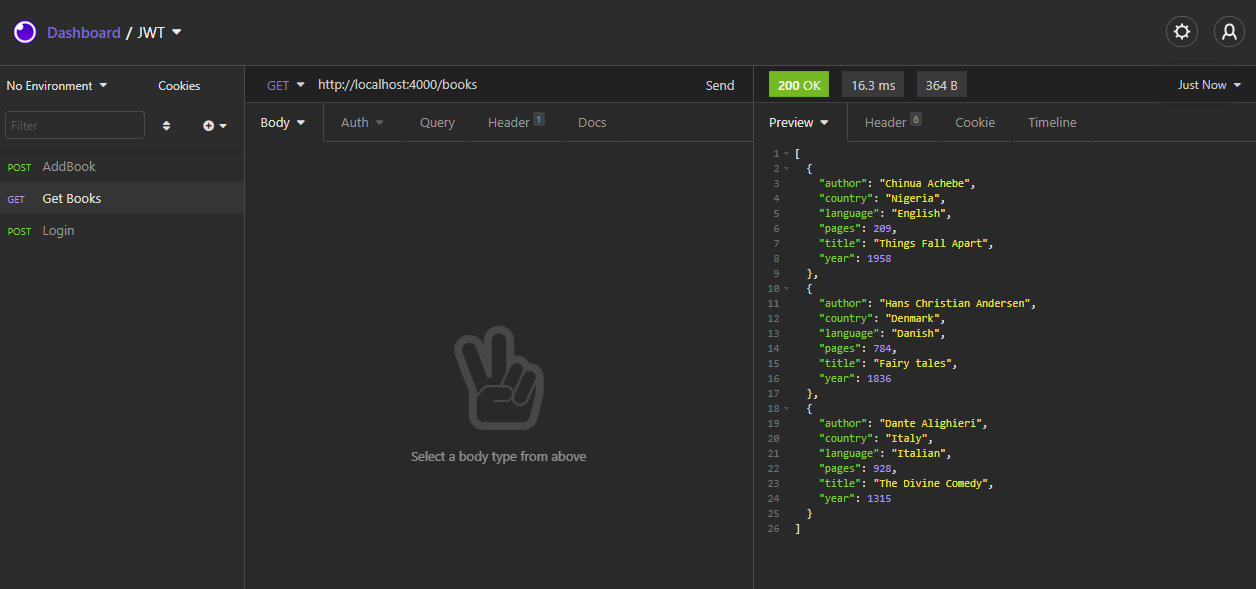 Dashboard / JWT
No Environment
Cookies
Filter
POST AddBook
GET Get Books
POST Login
GET http://localhost:4000/books Send
Body Auth Query Header 1 Docs
Select a body type from above
200 OK 16.3 ms 364 B Just Now
Preview Header 6 Cookie Timeline
1 [
2 {
3 "author": "Chinua Achebe",
4 "country": "Nigeria",
5 "language": "English",
6 "pages": 209,
7 "title": "Things Fall Apart",
8 "year": 1958
9 },
10 {
11 "author": "Hans Christian Andersen",
12 "country": "Denmark",
13 "language": "Danish",
14 "pages": 784,
15 "title": "Fairy tales",
16 "year": 1836
17 },
18 {
19 "author": "Dante Alighieri",
20 "country": "Italy",
21 "language": "Italian",
22 "pages": 928,
23 "title": "The Divine Comedy",
24 "year": 1315
25 }
26 ]